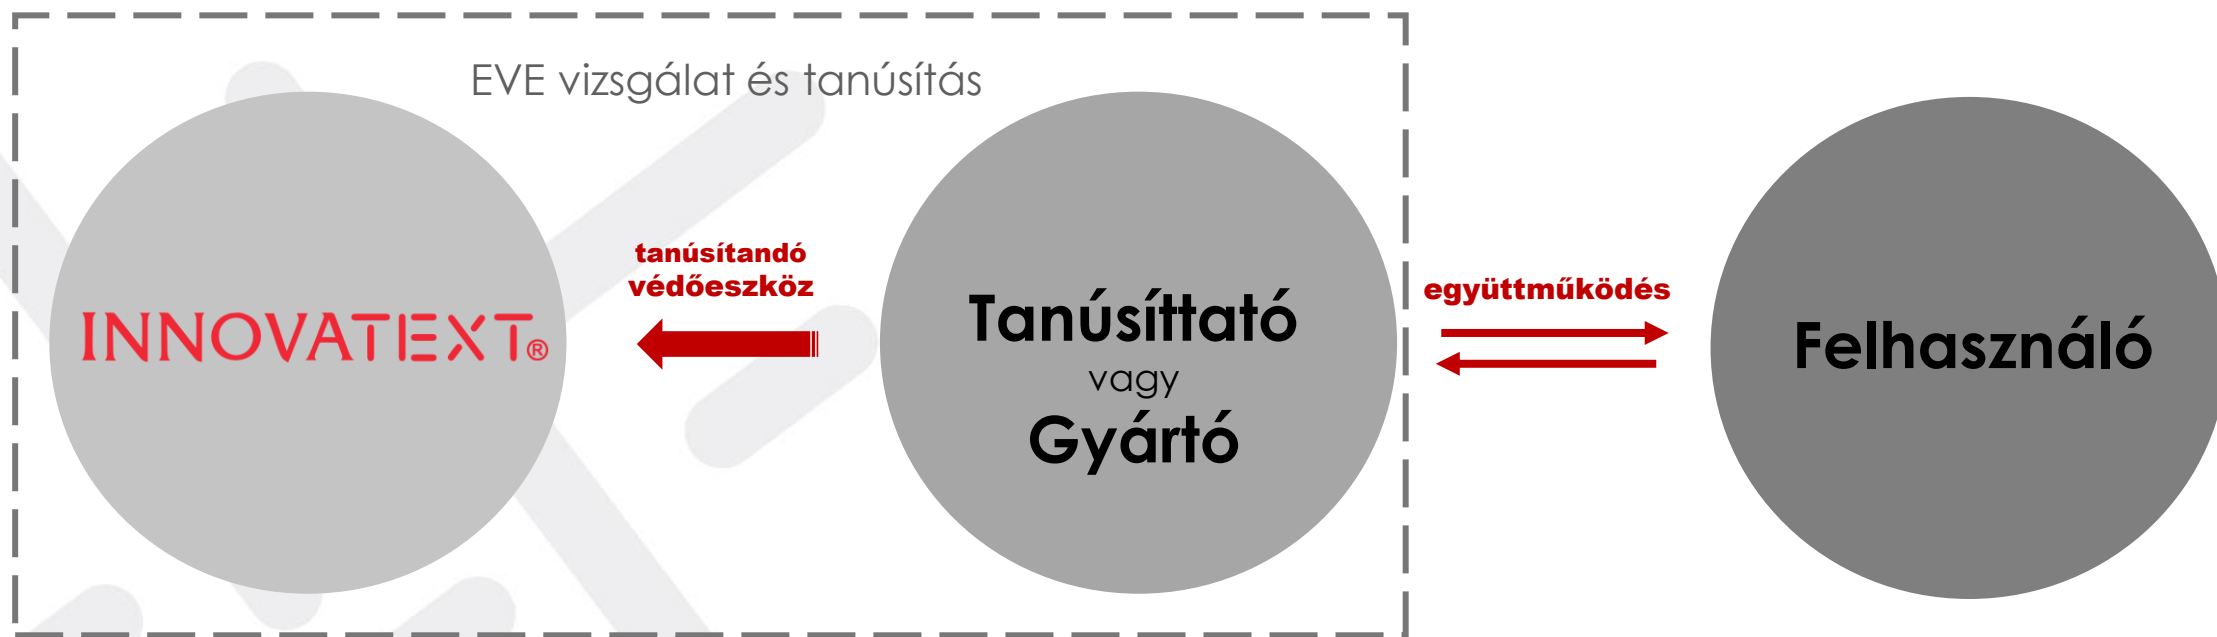 EVE vizsgálat és tanúsítás
INNOVATEXT®
tanúsítandó
védőeszköz
Tanúsíttató
vagy
Gyártó
együttműködés
Felhasználó